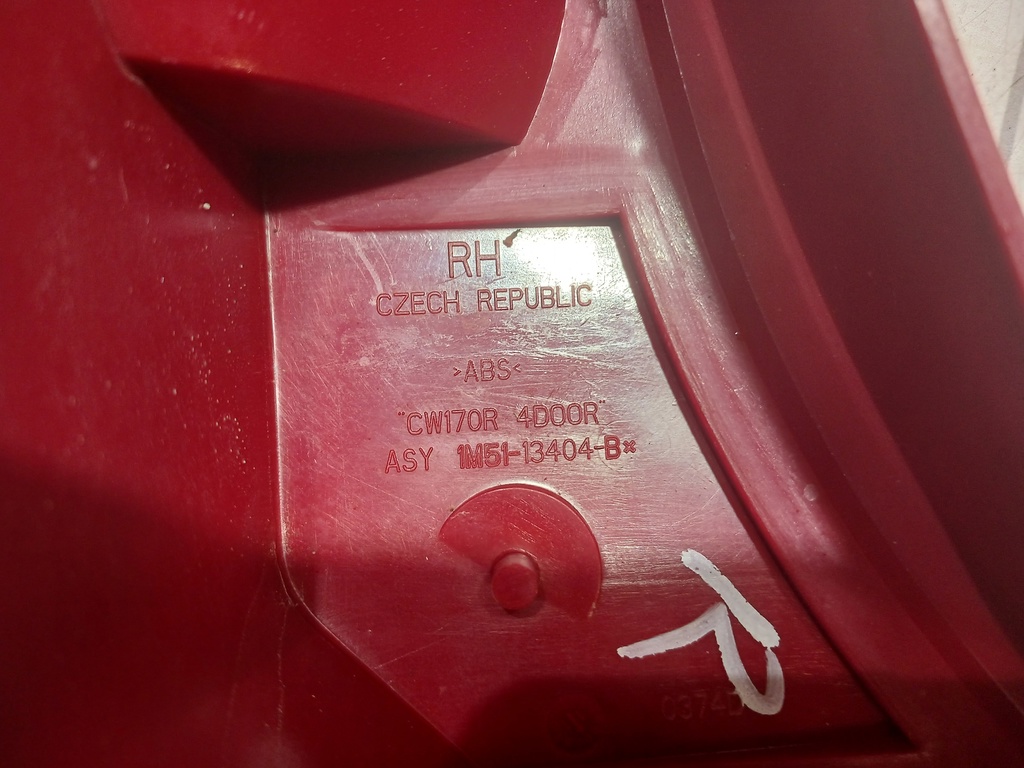 RH
CZECH REPUBLIC
>ABS<
"CW170R 4DOOR"
ASY 1M51-13404-B*